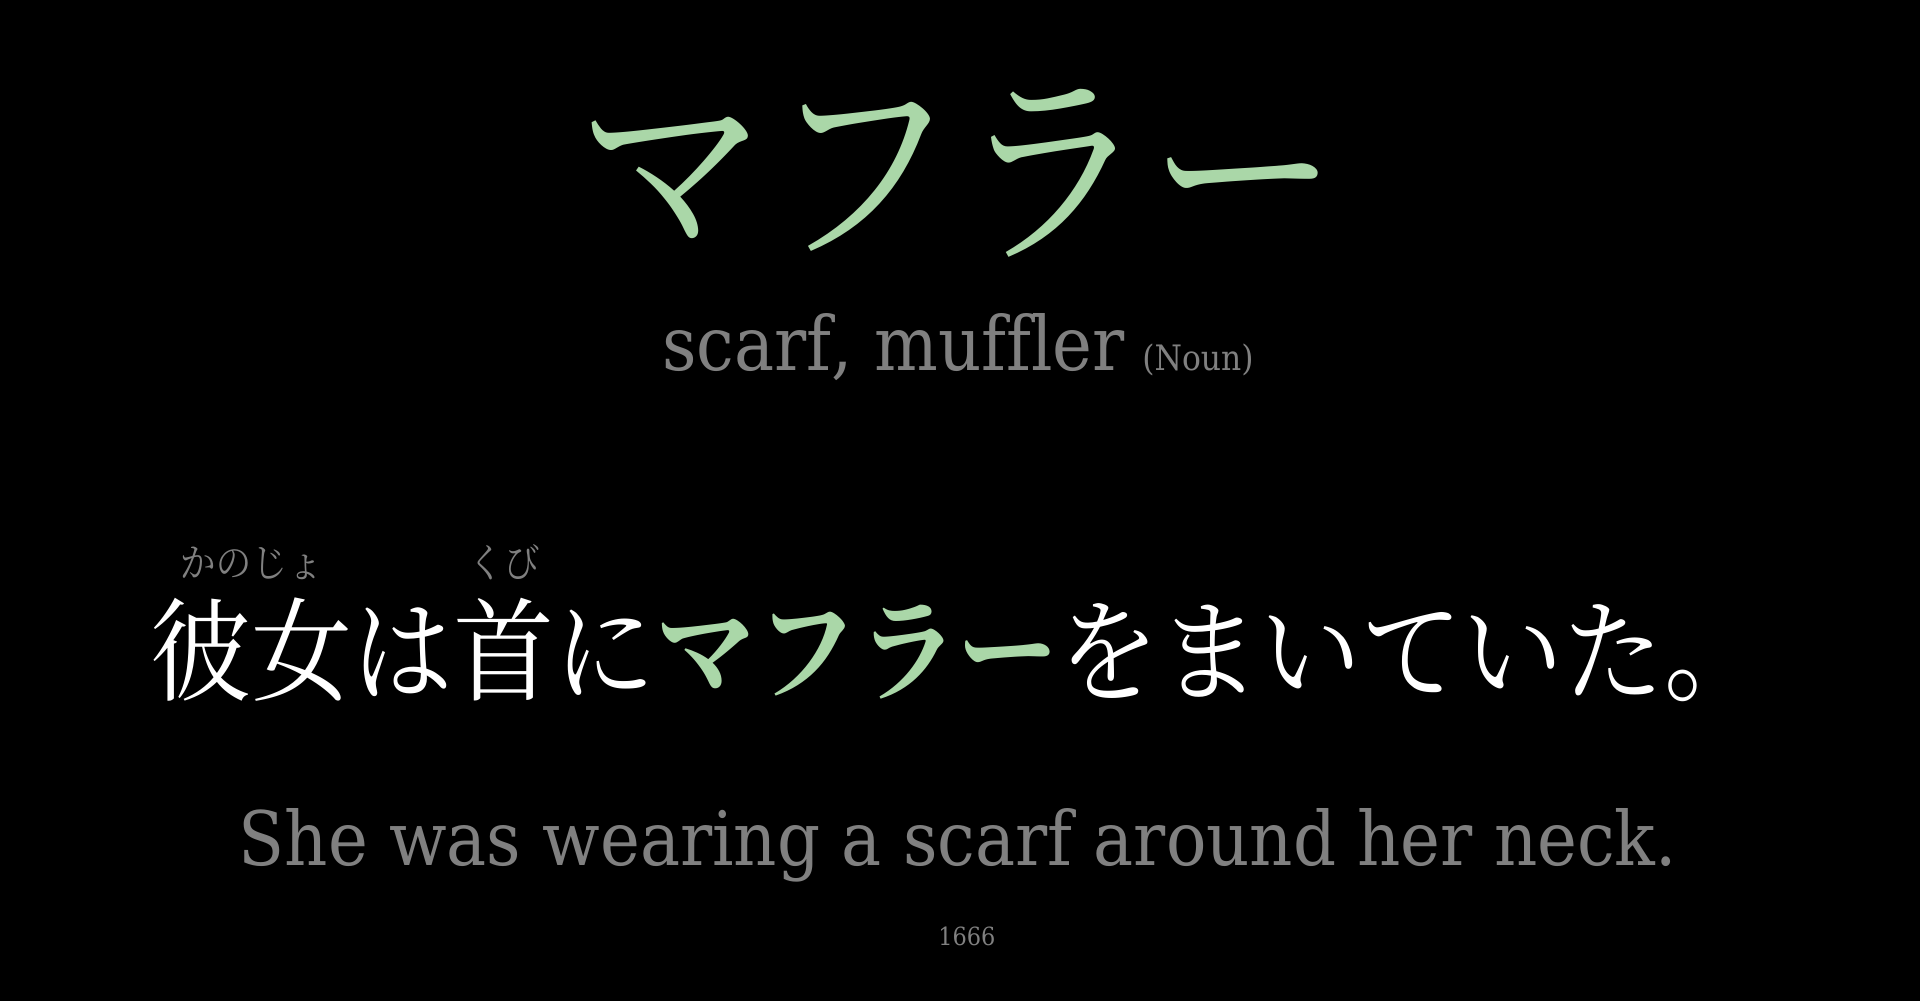 マフラー
scarf, muffler (Noun)
かのじょ くび
彼女は首にマフラーをまいていた。
She was wearing a scarf around her neck.
1666